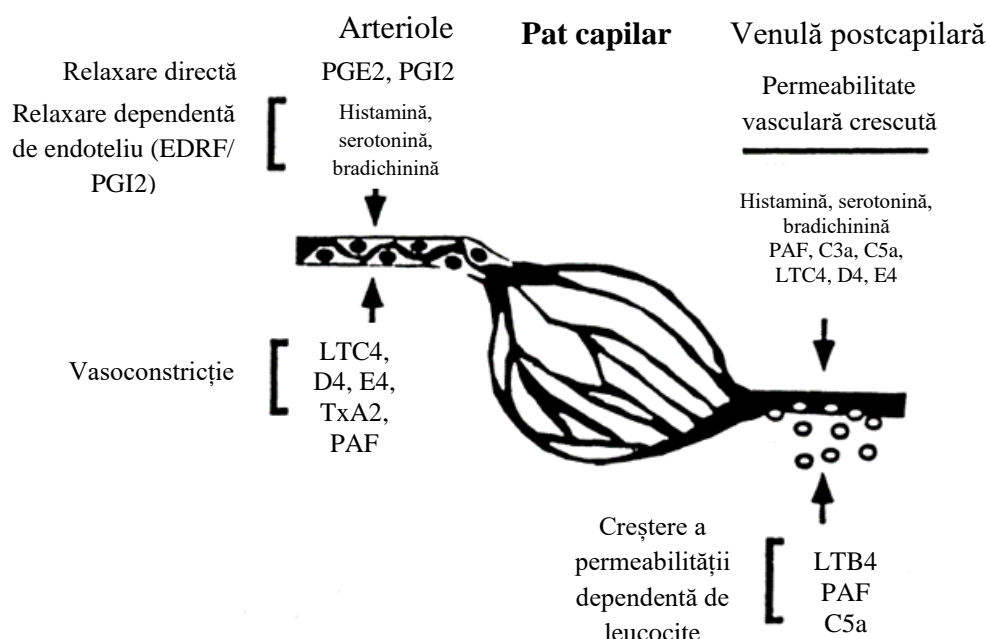 Arteriole
Pat capilar
Venulă postcapilară
Relaxare directă
PGE2, PGI2
Relaxare dependentă
de endoteliu (EDRF/
PGI2)
Histamină,
serotonină,
bradichinină
Permeabilitate
vasculară crescută
Histamină, serotonină,
bradichinină
PAF, C3a, C5a,
LTC4, D4, E4
Vasoconstricție
LTC4,
D4, E4,
TxA2,
PAF
Creștere a
permeabilității
dependentă de
leucocite
LTB4
PAF
C5a